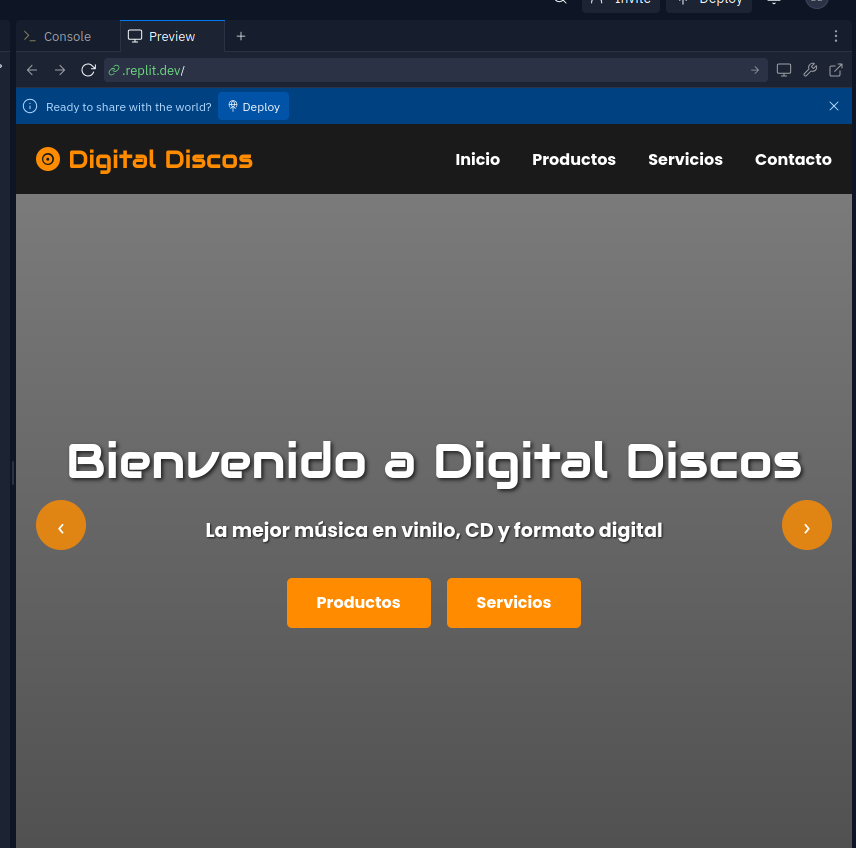 Invite Deploy
Console Preview
.replit.dev/
Ready to share with the world? Deploy
Digital Discos Inicio Productos Servicios Contacto
Bienvenido a Digital Discos
La mejor música en vinilo, CD y formato digital
Productos Servicios